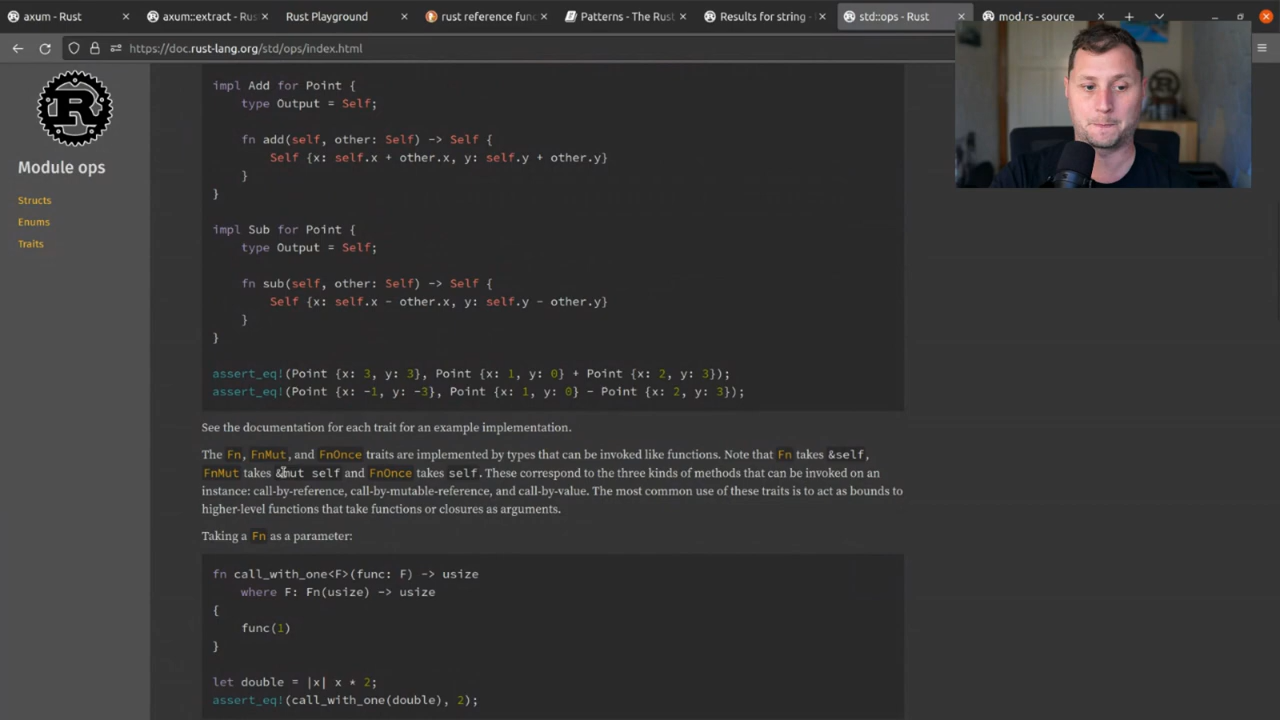 axum - Rust
axum::extract - Rus
Rust Playground
rust reference func
Patterns - The Rust
Results for string -
std::ops - Rust
mod.rs - source
https://doc.rust-lang.org/std/ops/index.html
Module ops
Structs
Enums
Traits
impl Add for Point {
type Output = Self;
fn add(self, other: Self) -> Self {
Self {x: self.x + other.x, y: self.y + other.y}
}
}
impl Sub for Point {
type Output = Self;
fn sub(self, other: Self) -> Self {
Self {x: self.x - other.x, y: self.y - other.y}
}
}
assert_eq!(Point {x: 3, y: 3}, Point {x: 1, y: 0} + Point {x: 2, y: 3});
assert_eq!(Point {x: -1, y: -3}, Point {x: 1, y: 0} - Point {x: 2, y: 3});
See the documentation for each trait for an example implementation.
The Fn, FnMut, and FnOnce traits are implemented by types that can be invoked like functions. Note that Fn takes &self,
FnMut takes &mut self and FnOnce takes self. These correspond to the three kinds of methods that can be invoked on an
instance: call-by-reference, call-by-mutable-reference, and call-by-value. The most common use of these traits is to act as bounds to
higher-level functions that take functions or closures as arguments.
Taking a Fn as a parameter:
fn call_with_one<F>(func: F) -> usize
where F: Fn(usize) -> usize
{
func(1)
}
let double = |x| x * 2;
assert_eq!(call_with_one(double), 2);